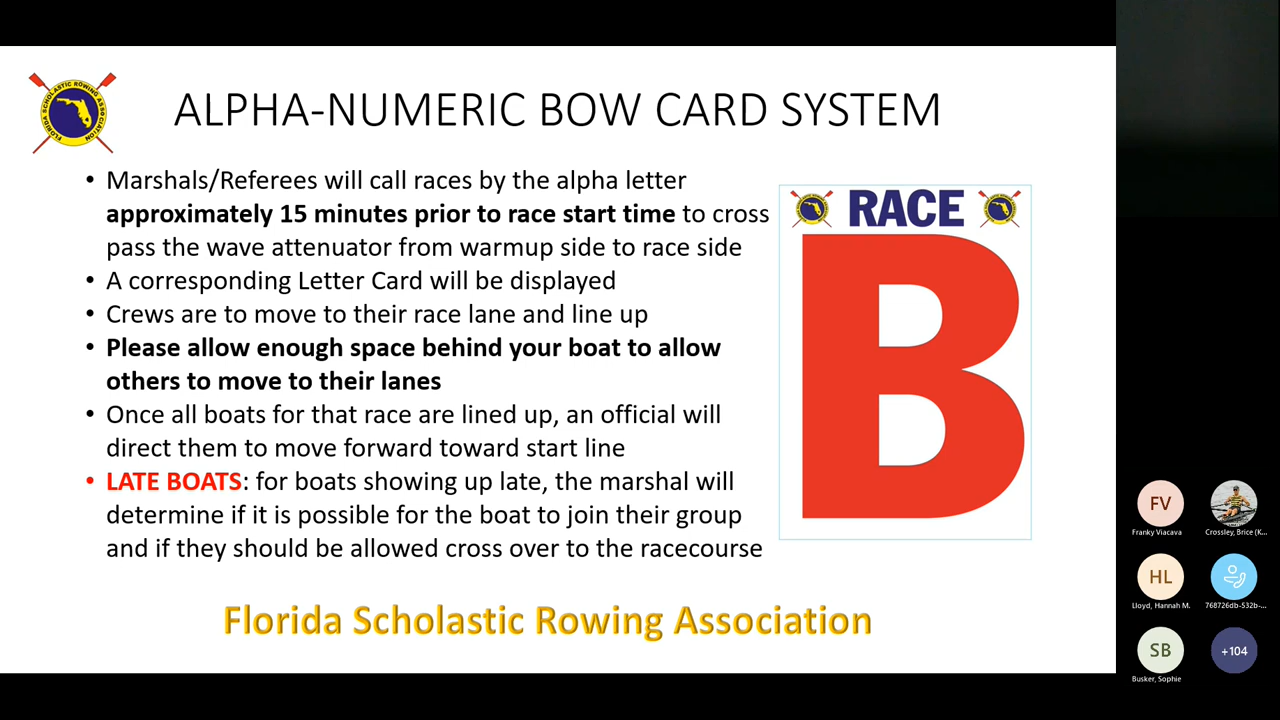 ALPHA-NUMERIC BOW CARD SYSTEM
• Marshals/Referees will call races by the alpha letter
approximately 15 minutes prior to race start time to cross
pass the wave attenuator from warmup side to race side
• A corresponding Letter Card will be displayed
• Crews are to move to their race lane and line up
• Please allow enough space behind your boat to allow
others to move to their lanes
• Once all boats for that race are lined up, an official will
direct them to move forward toward start line
• LATE BOATS: for boats showing up late, the marshal will
determine if it is possible for the boat to join their group
and if they should be allowed cross over to the racecourse
RACE
B
Florida Scholastic Rowing Association
FLORIDA SCHOLASTIC ROWING ASSOCIATION
FV
Franky Viacava
Crossley, Brice (K...
HL
Lloyd, Hannah M.
768726db-532b-...
SB
Busker, Sophie
+104